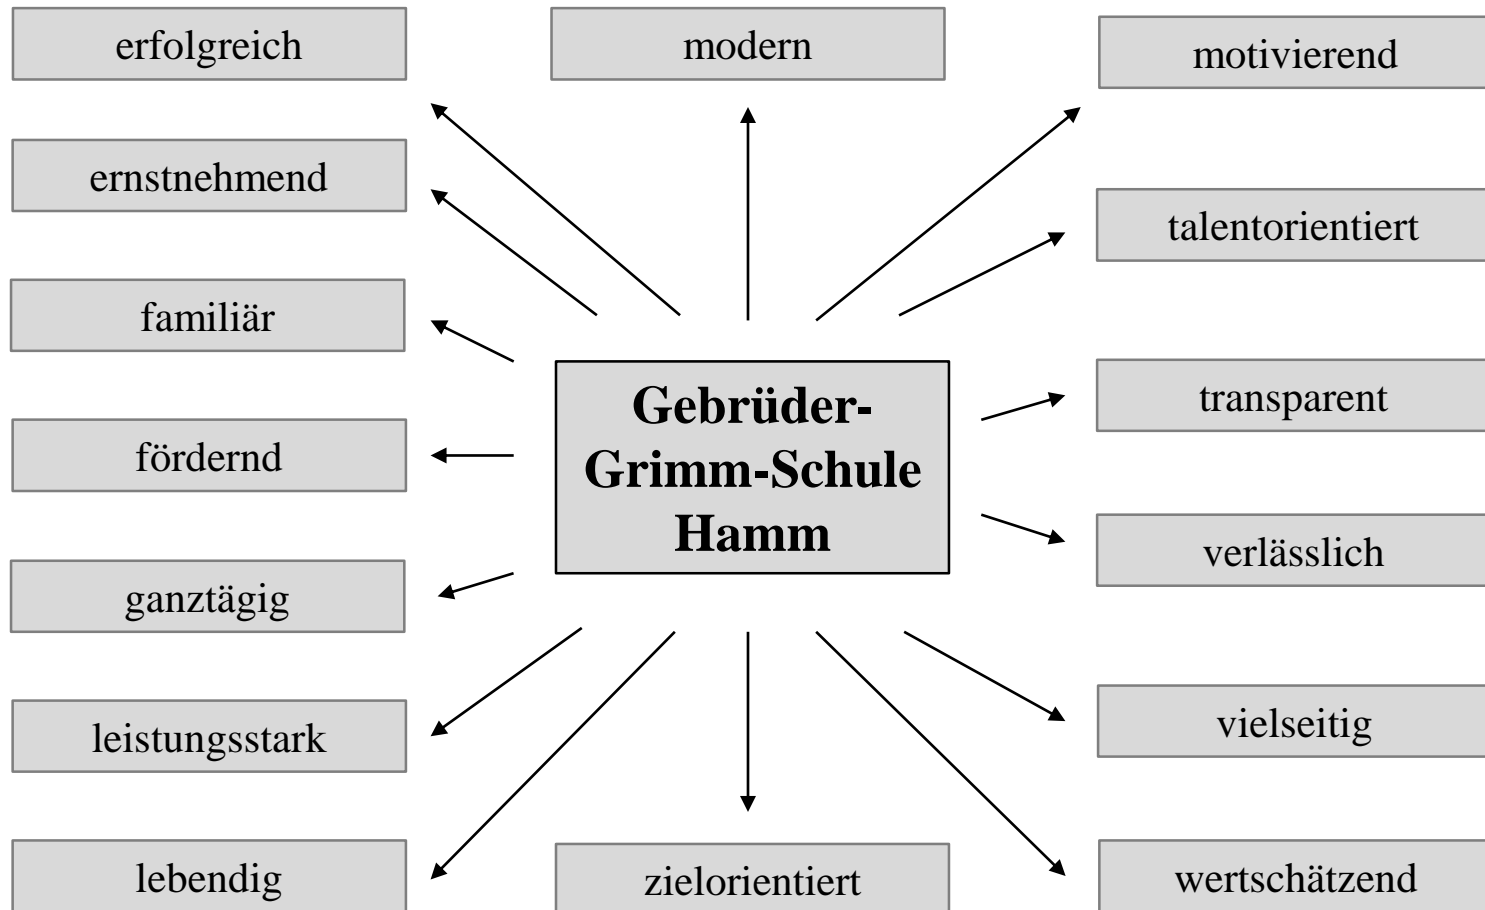 erfolgreich
modern
motivierend
ernstnehmend
talentorientiert
familiär
transparent
Gebrüder-
Grimm-Schule
Hamm
fördernd
verlässlich
ganztägig
leistungsstark
vielseitig
lebendig
zielorientiert
wertschätzend